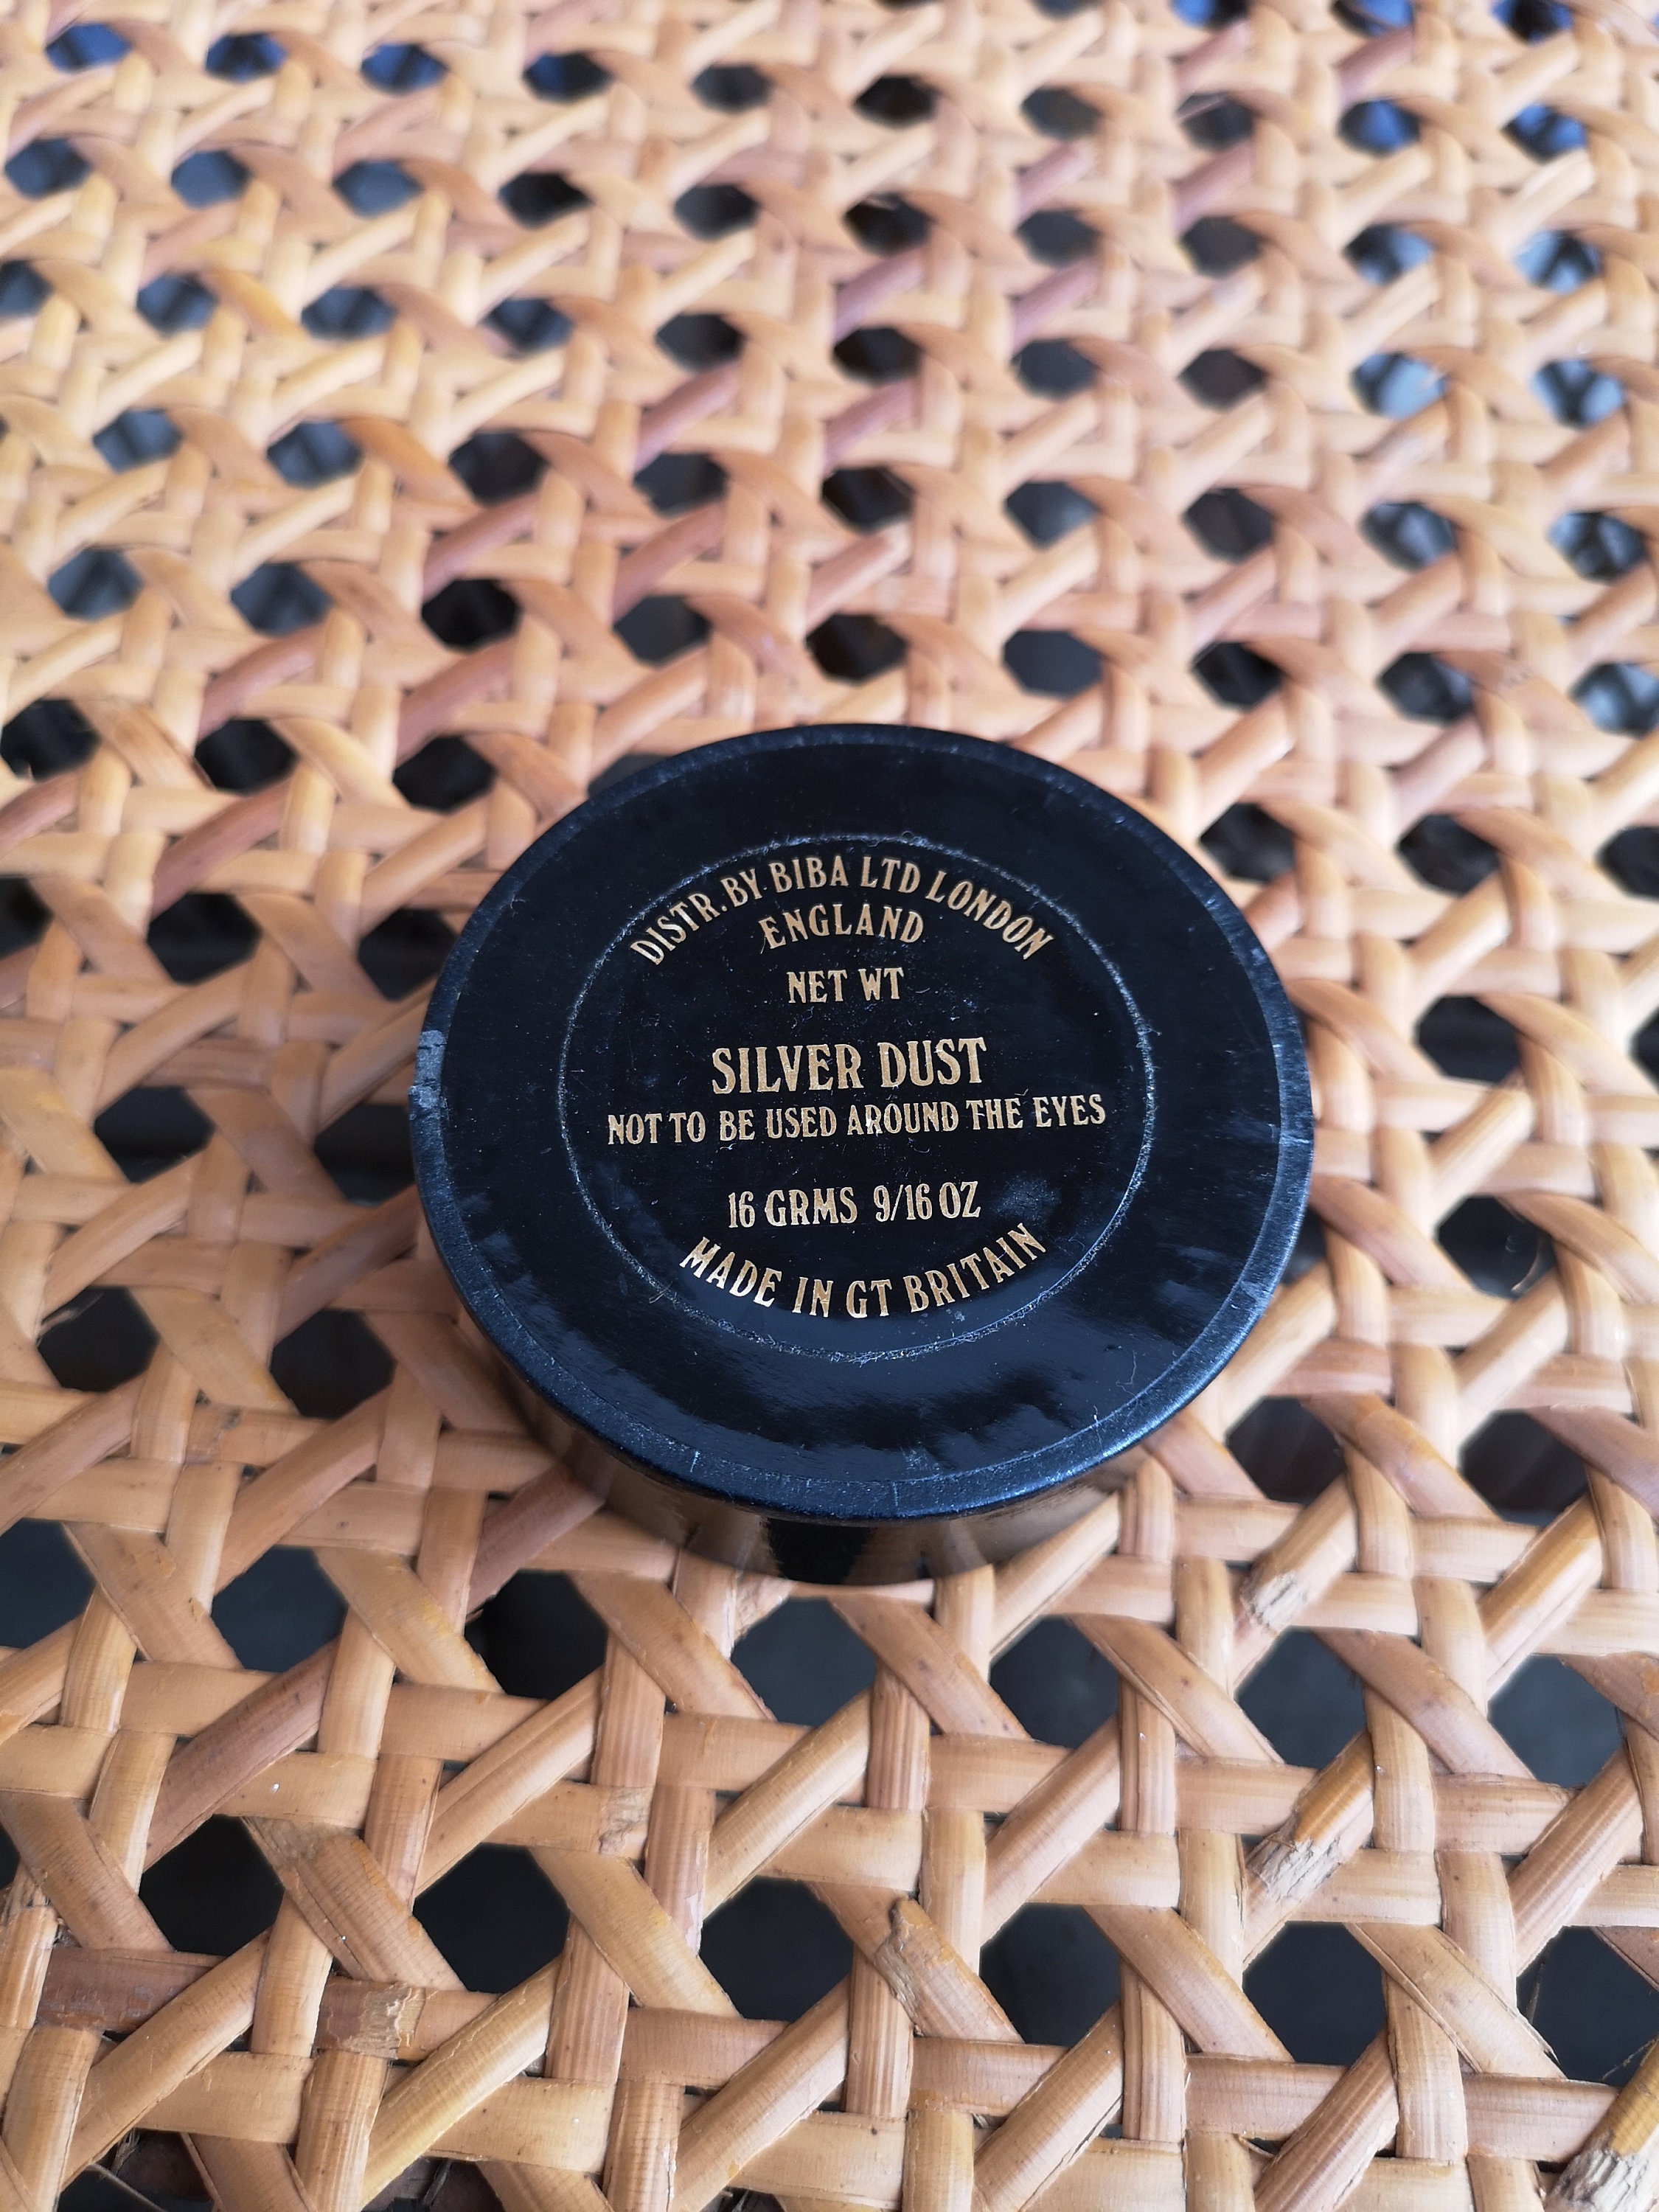 DISTR. BY BIBA LTD LONDON
ENGLAND
NET WT
SILVER DUST
NOT TO BE USED AROUND THE EYES
16 GRMS 9/16 OZ
MADE IN GT BRITAIN